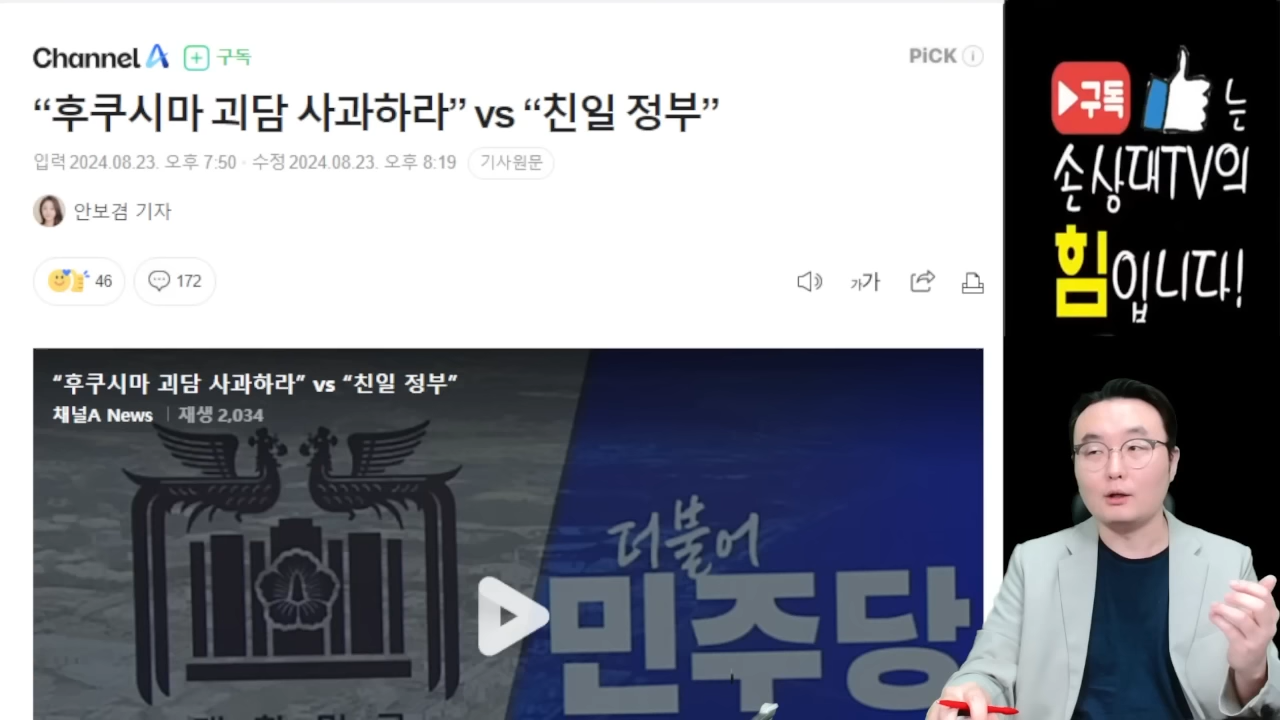 Channel A 구독
PiCK
“후쿠시마 괴담 사과하라” vs “친일 정부”
입력 2024.08.23. 오후 7:50 · 수정 2024.08.23. 오후 8:19 기사원문
안보겸 기자
46 172
가가
“후쿠시마 괴담 사과하라” vs “친일 정부”
채널A News | 재생 2,034
더불어
민주당
구독 는
손상대TV의
힘입니다!